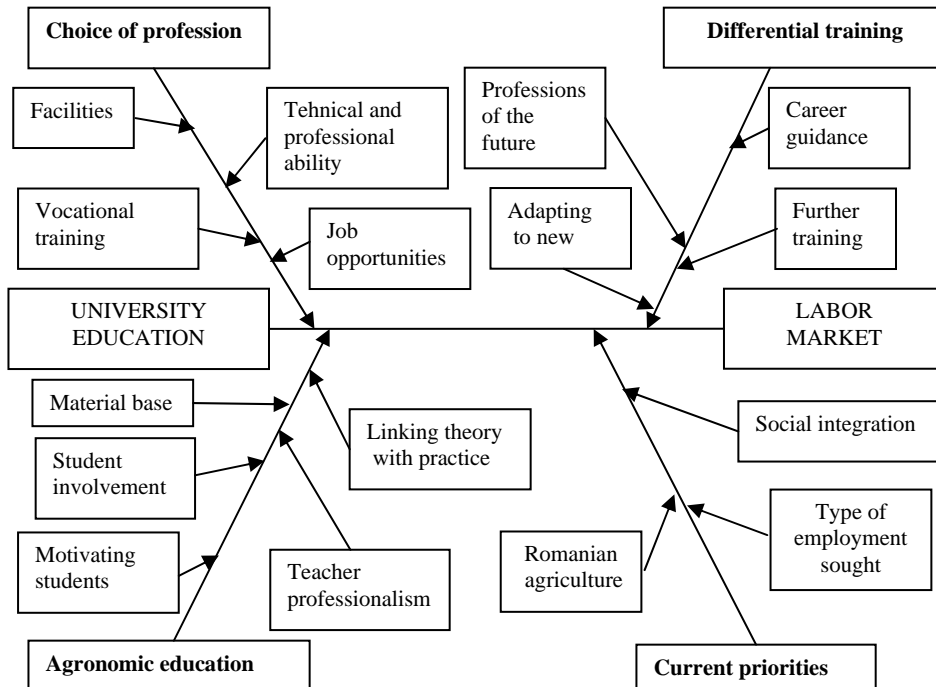 Choice of profession
Differential training
Facilities
Tehnical and
professional
ability
Professions
of the
future
Career
guidance
Vocational
training
Job
opportunities
Adapting
to new
Further
training
UNIVERSITY
EDUCATION
LABOR
MARKET
Material base
Linking theory
with practice
Social integration
Student
involvement
Motivating
students
Teacher
professionalism
Romanian
agriculture
Type of
employment
sought
Agronomic education
Current priorities